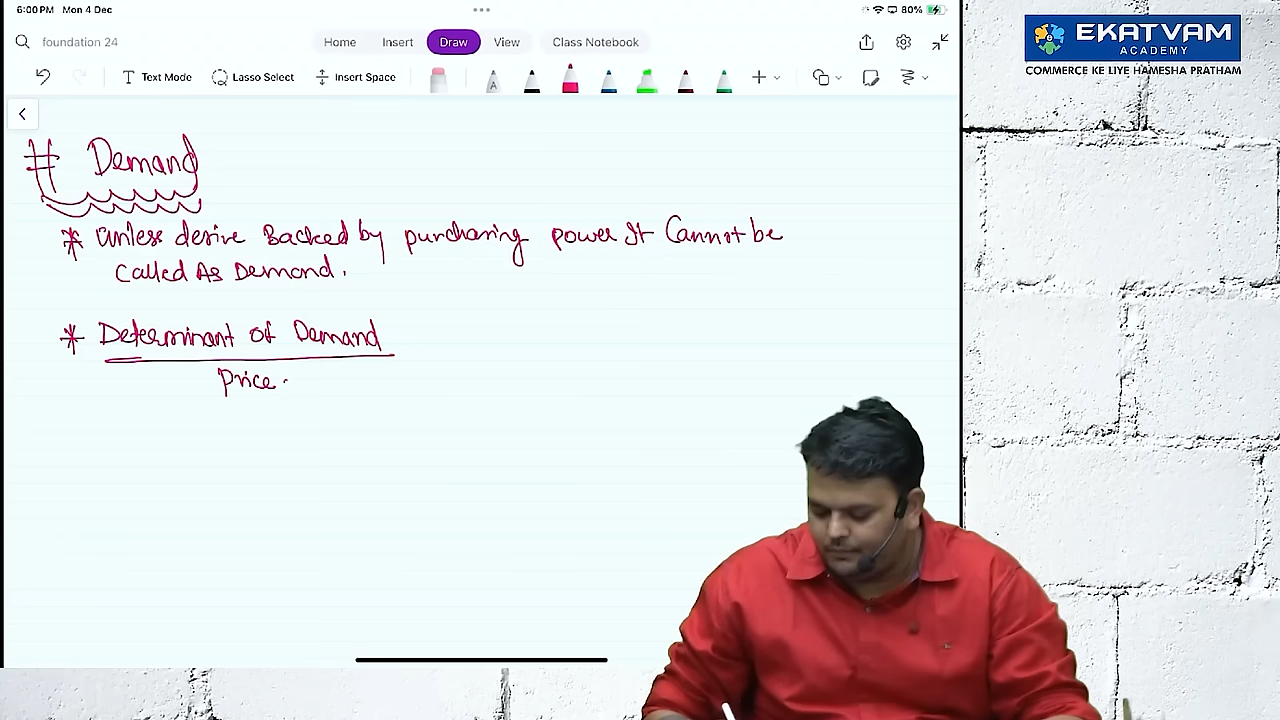 6:00 PM Mon 4 Dec
80%
foundation 24
Home Insert Draw View Class Notebook
Text Mode Lasso Select Insert Space
EKATVAM
ACADEMY
COMMERCE KE LIYE HAMESHA PRATHAM
# Demand
* Unless desire Backed by purchasing power It Cannot be
Called As Demand.
* Determinant of Demand
Price.